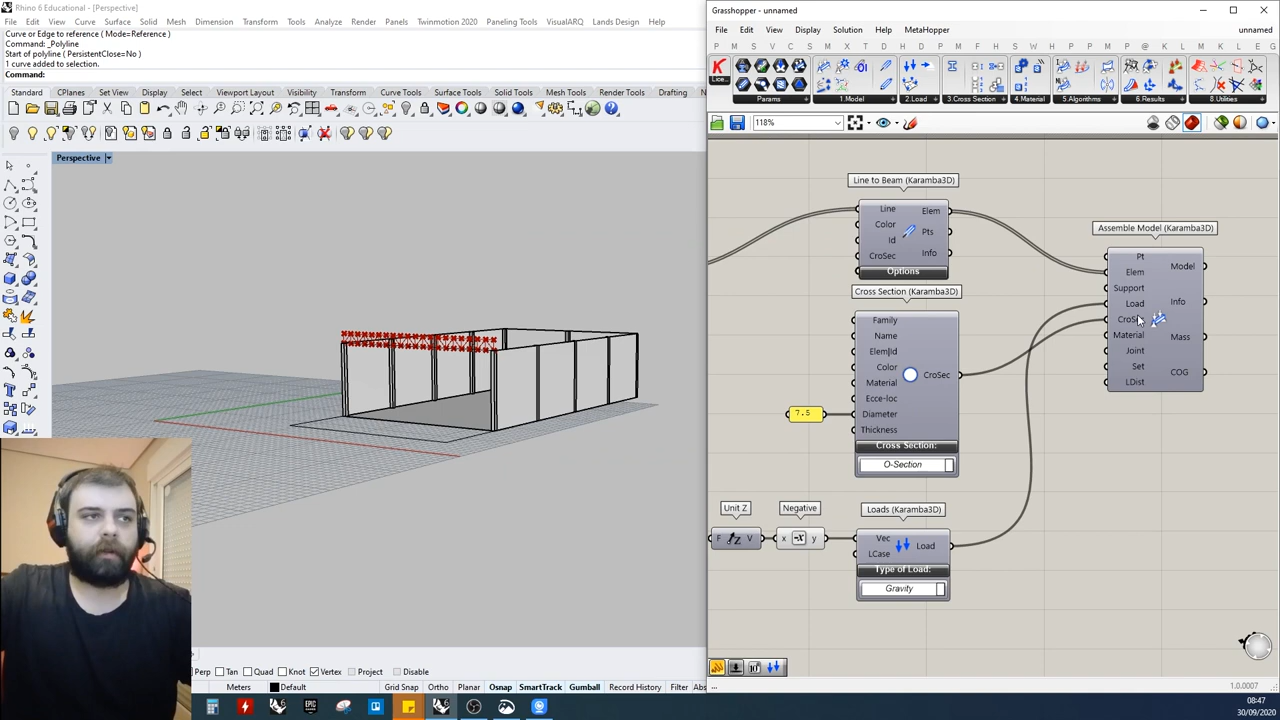 Rhino 6 Educational - [Perspective]
File Edit View Curve Surface Solid Mesh Dimension Transform Tools Analyze Render Panels Twinmotion 2020 Paneling Tools VisualARQ Lands Design Help
Curve or Edge to reference ( Mode=Reference )
Command: _Polyline
Start of polyline ( PersistentClose=No )
1 curve added to selection.
Command:
Standard CPlanes Set View Display Select Viewport Layout Visibility Transform Curve Tools Surface Tools Solid Tools Mesh Tools Render Tools Drafting
Perspective
Perp Tan Quad Knot Vertex Project Disable
Meters Default Grid Snap Ortho Planar Osnap SmartTrack Gumball Record History Filter
Grasshopper - unnamed
File Edit View Display Solution Help MetaHopper unnamed
Lice...
Params 1.Model 2.Load 3.Cross Section 4.Material 5.Algorithms 6.Results 8.Utilities
118%
Line to Beam (Karamba3D)
Line Elem
Color Pts
Id
CroSec Info
Options
Cross Section (Karamba3D)
Family
Name
Elem|Id
Color
Material
Ecce-loc
Diameter
Thickness
CroSec
Cross Section:
O-Section
7.5
Assemble Model (Karamba3D)
Pt
Elem
Support
Load
Material
Joint
Set
LDist
Model
Info
Mass
COG
Unit Z
F V
Negative
x -x y
Loads (Karamba3D)
Vec
LCase
Load
Type of Load:
Gravity
...
1.0.0007
08:47
30/09/2020